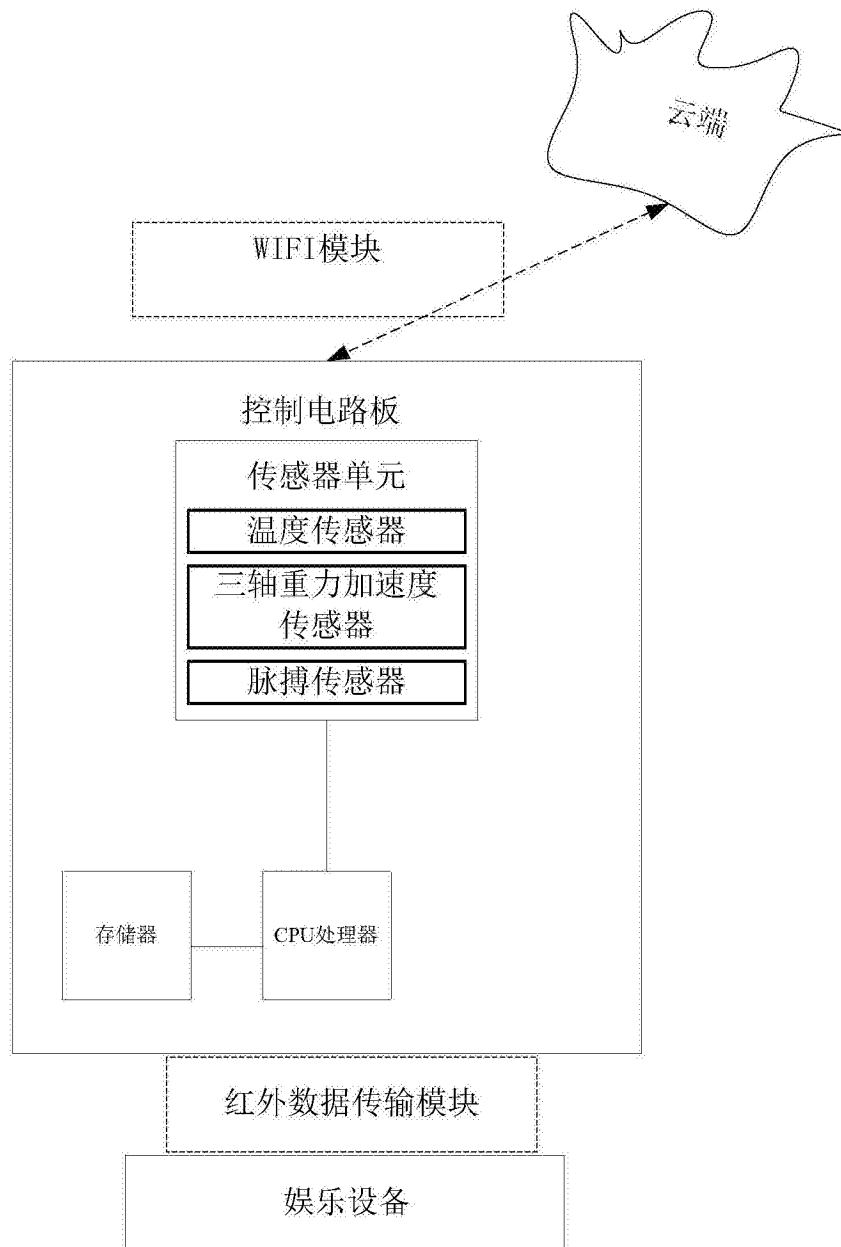 云端
WIFI模块
控制电路板
传感器单元
温度传感器
三轴重力加速度
传感器
脉搏传感器
存储器
CPU处理器
红外数据传输模块
娱乐设备